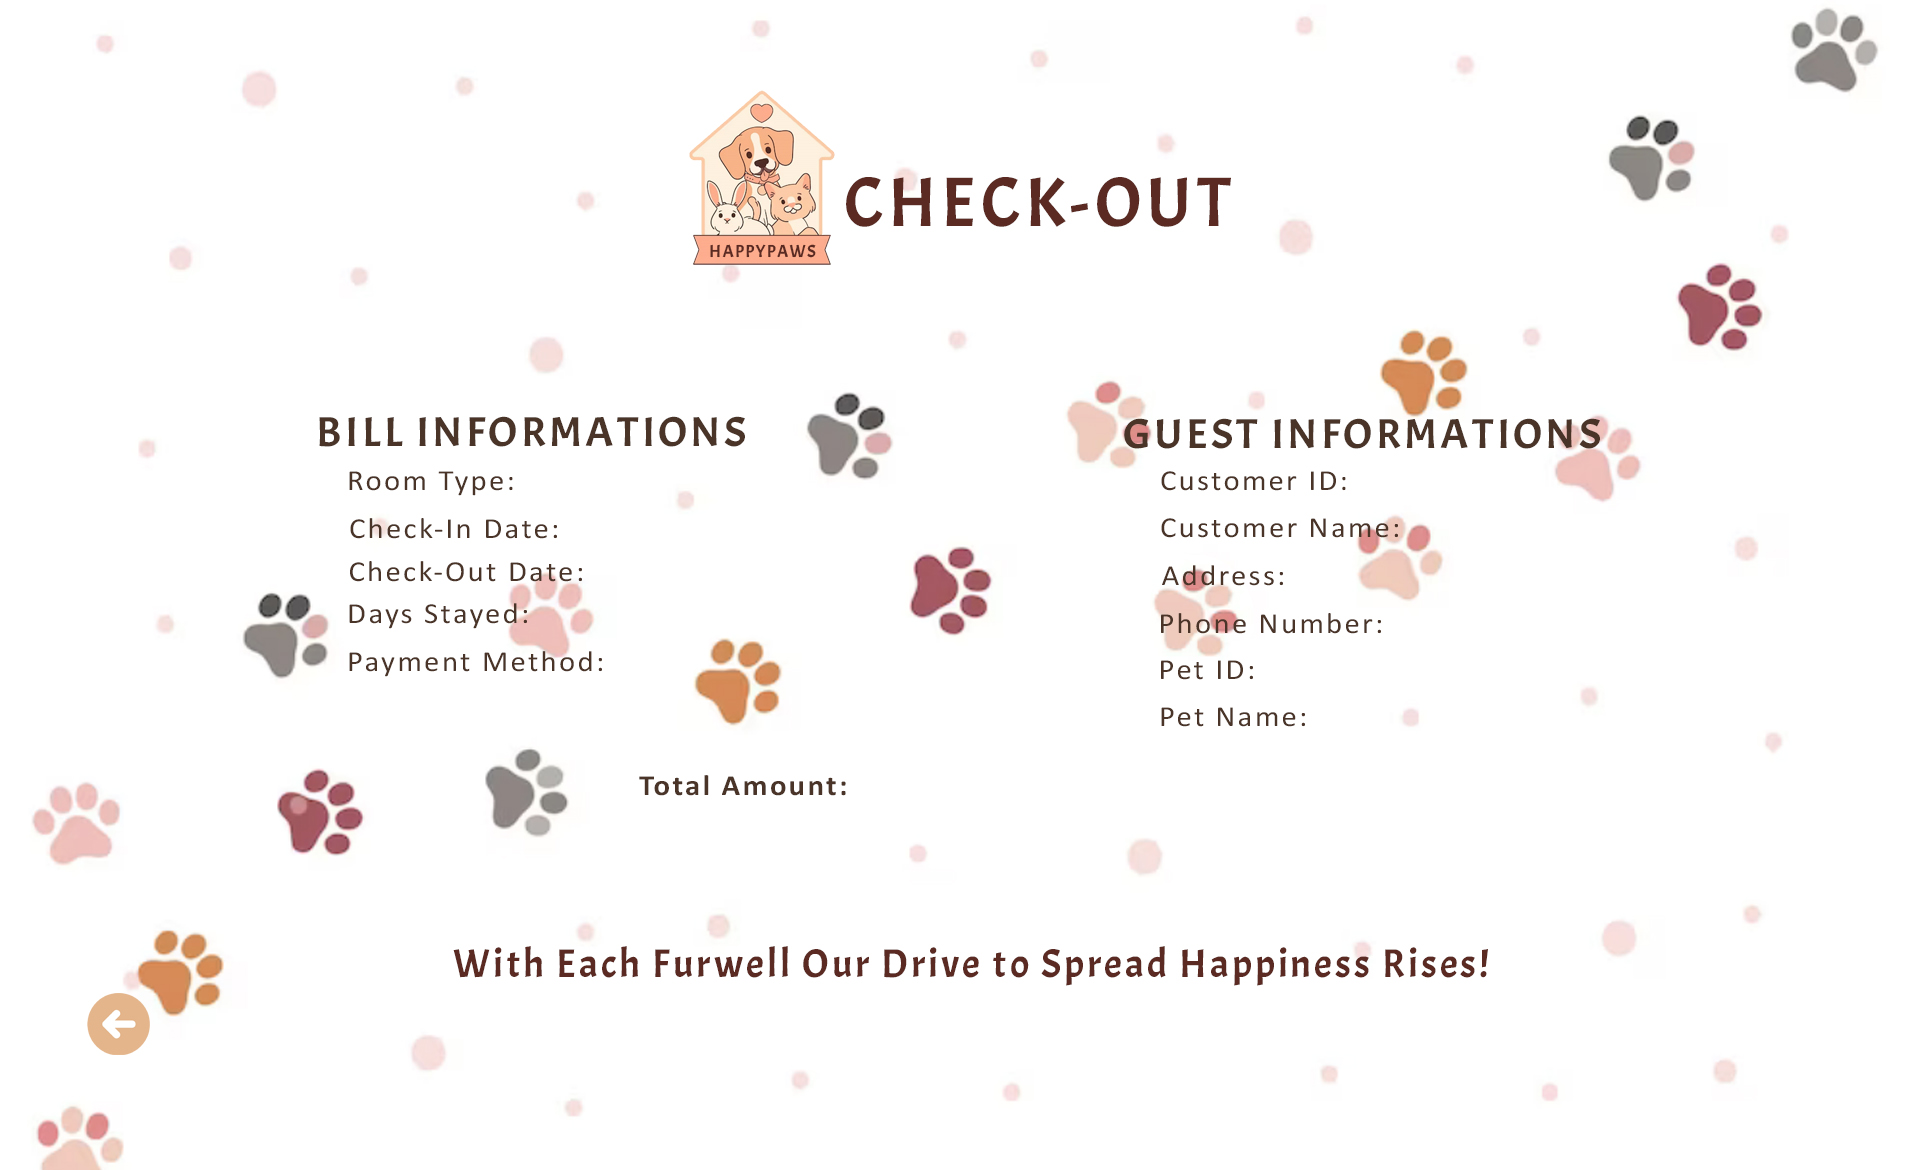 HAPPYPAWS
CHECK-OUT
BILL INFORMATIONS
Room Type:
Check-In Date:
Check-Out Date:
Days Stayed:
Payment Method:
GUEST INFORMATIONS
Customer ID:
Customer Name:
Address:
Phone Number:
Pet ID:
Pet Name:
Total Amount:
With Each Furwell Our Drive to Spread Happiness Rises!